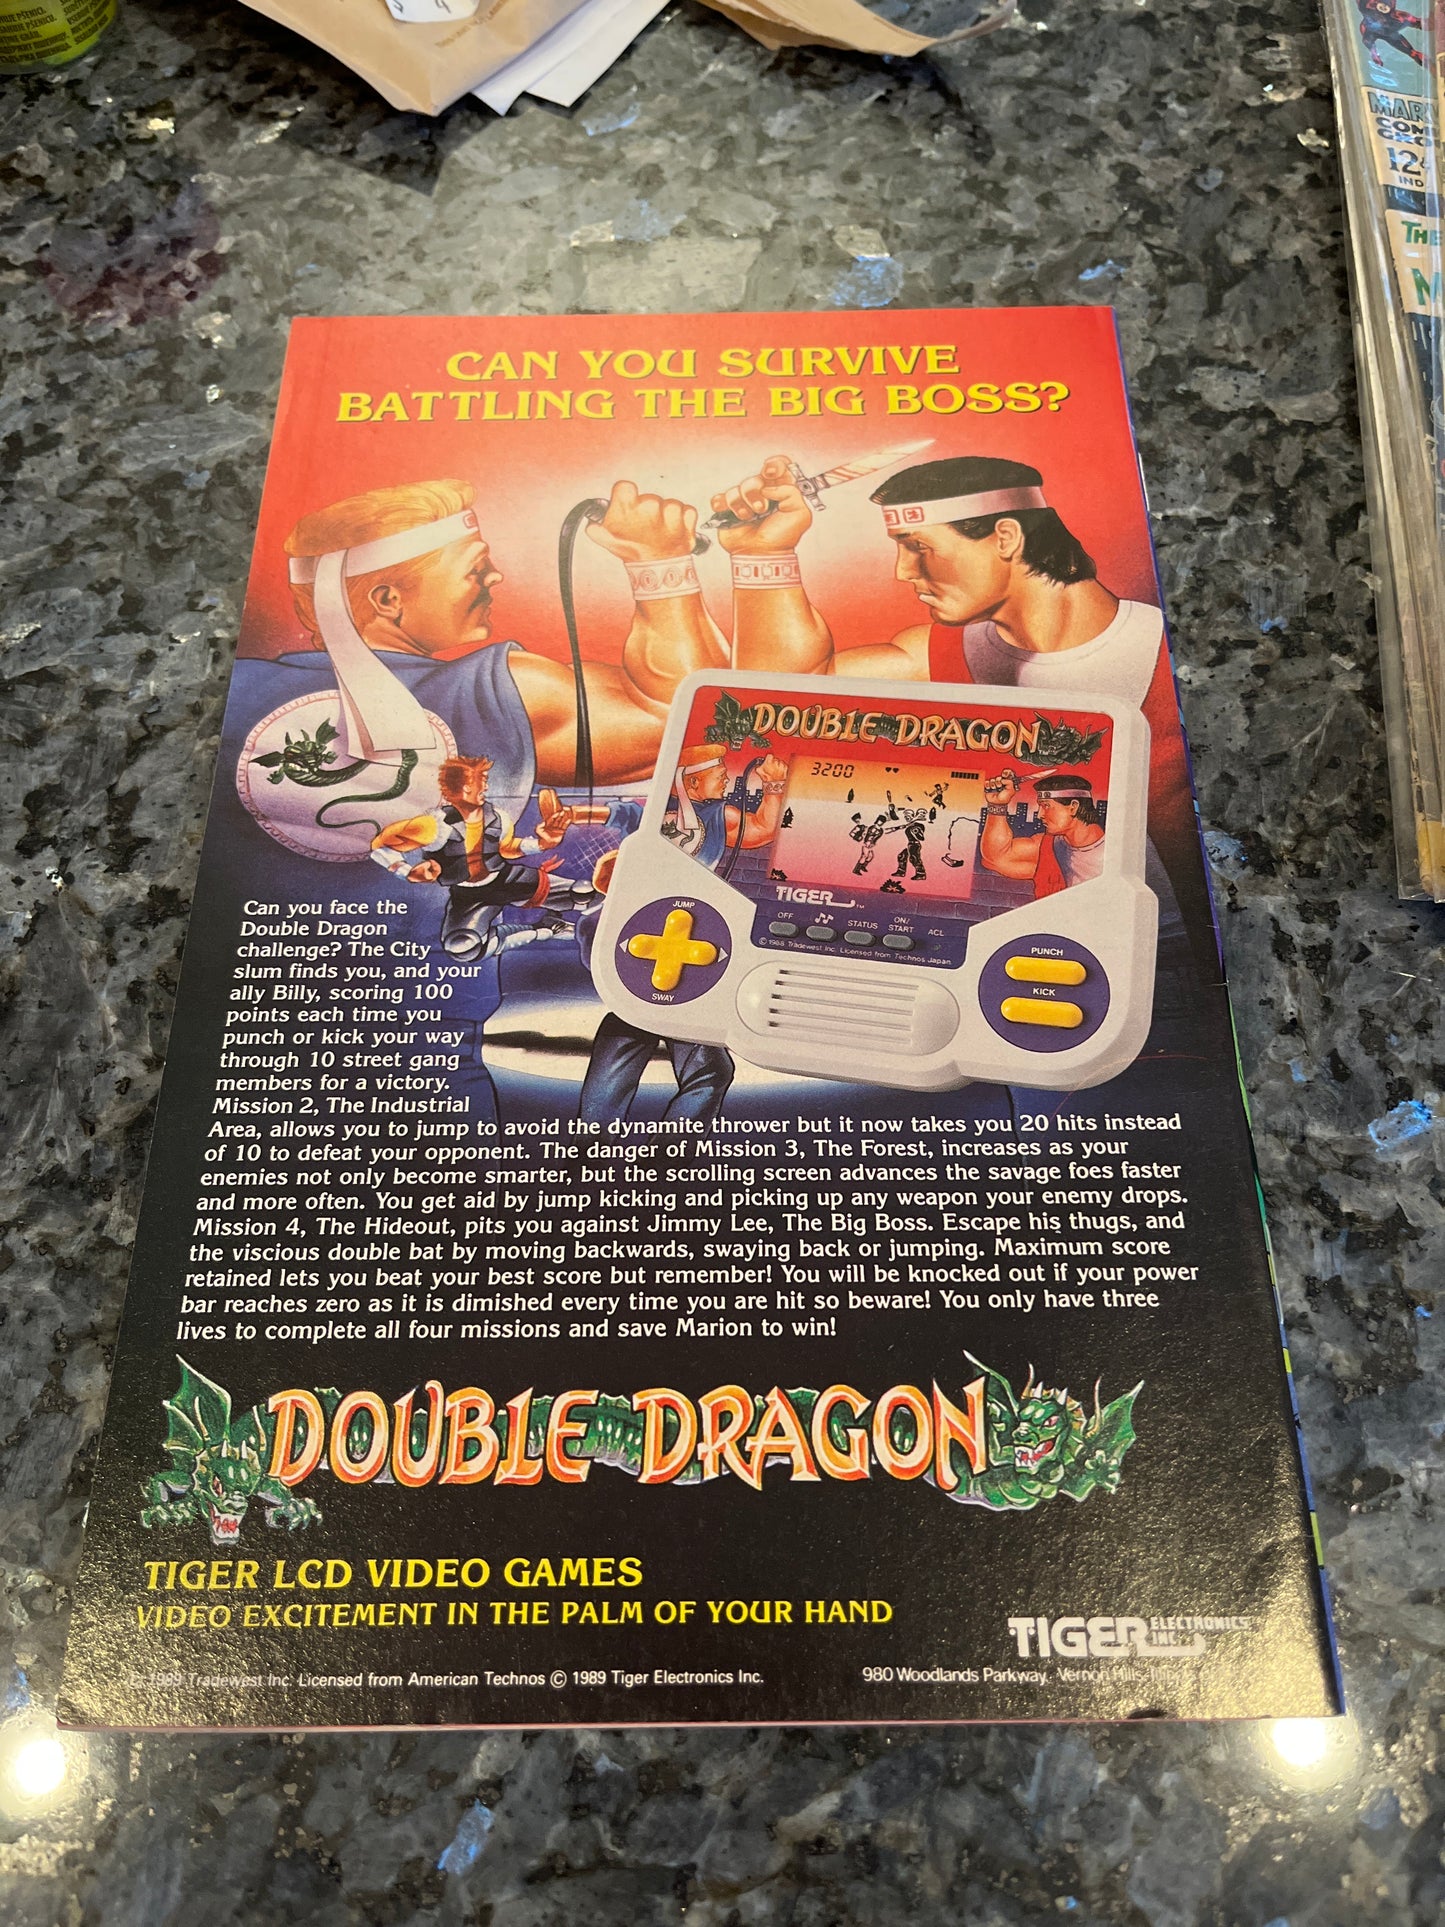 MARV
COMI
12¢
IND
THE
CAN YOU SURVIVE
BATTLING THE BIG BOSS?
DOUBLE DRAGON
3200
TIGER
JUMP
SWAY
OFF
STATUS
ON/
START
ACL
© 1988 Tradewest Inc. Licensed from Technos Japan
PUNCH
KICK
Can you face the
Double Dragon
challenge? The City
slum finds you, and your
ally Billy, scoring 100
points each time you
punch or kick your way
through 10 street gang
members for a victory.
Mission 2, The Industrial
Area, allows you to jump to avoid the dynamite thrower but it now takes you 20 hits instead
of 10 to defeat your opponent. The danger of Mission 3, The Forest, increases as your
enemies not only become smarter, but the scrolling screen advances the savage foes faster
and more often. You get aid by jump kicking and picking up any weapon your enemy drops.
Mission 4, The Hideout, pits you against Jimmy Lee, The Big Boss. Escape his thugs, and
the viscious double bat by moving backwards, swaying back or jumping. Maximum score
retained lets you beat your best score but remember! You will be knocked out if your power
bar reaches zero as it is dimished every time you are hit so beware! You only have three
lives to complete all four missions and save Marion to win!
DOUBLE DRAGON
TIGER LCD VIDEO GAMES
VIDEO EXCITEMENT IN THE PALM OF YOUR HAND
TIGER ELECTRONICS
INC.
© 1989 Tradewest Inc. Licensed from American Technos © 1989 Tiger Electronics Inc.
980 Woodlands Parkway, Vernon Hills,